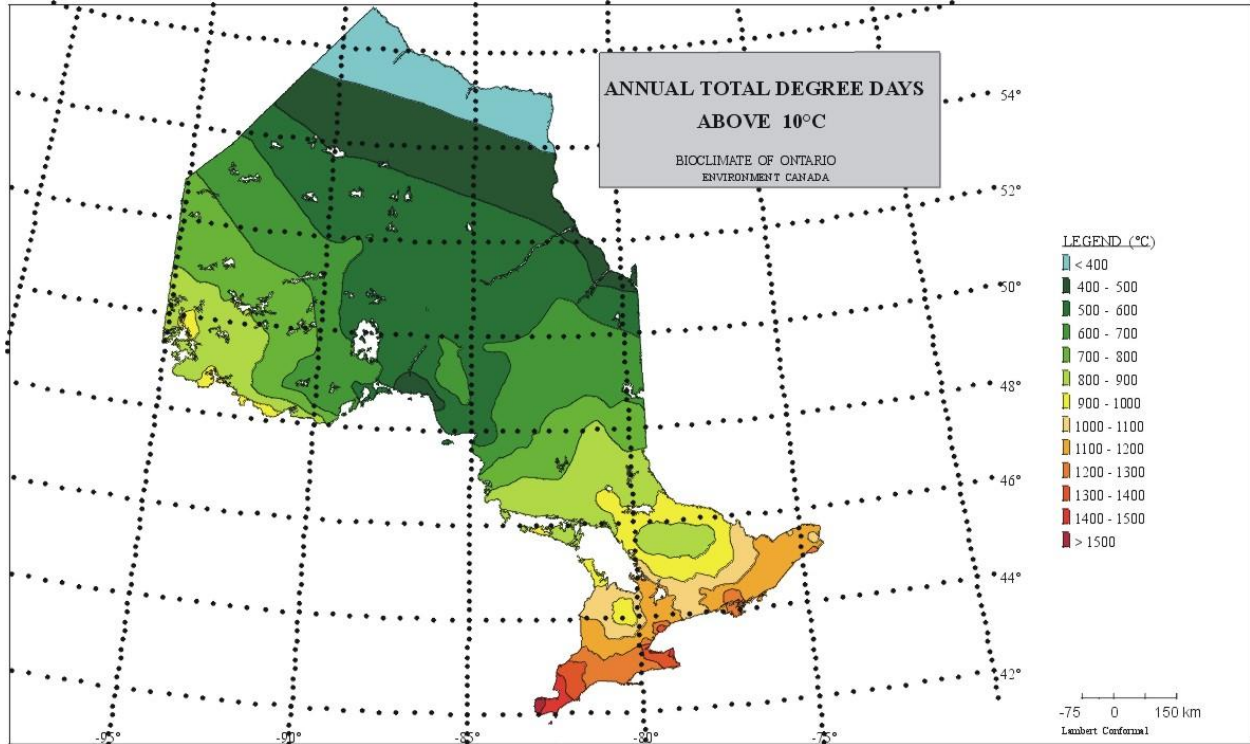 ANNUAL TOTAL DEGREE DAYS
ABOVE 10°C
BIOCLIMATE OF ONTARIO
ENVIRONMENT CANADA
54°
52°
50°
48°
46°
45°
44°
42°
LEGEND (°C)
< 400
400 - 500
500 - 600
600 - 700
700 - 800
800 - 900
900 - 1000
1000 - 1100
1100 - 1200
1200 - 1300
1300 - 1400
1400 - 1500
> 1500
-75 0 150 km
Lambert Conformal
-95°
-90°
-85°
-80°
-75°